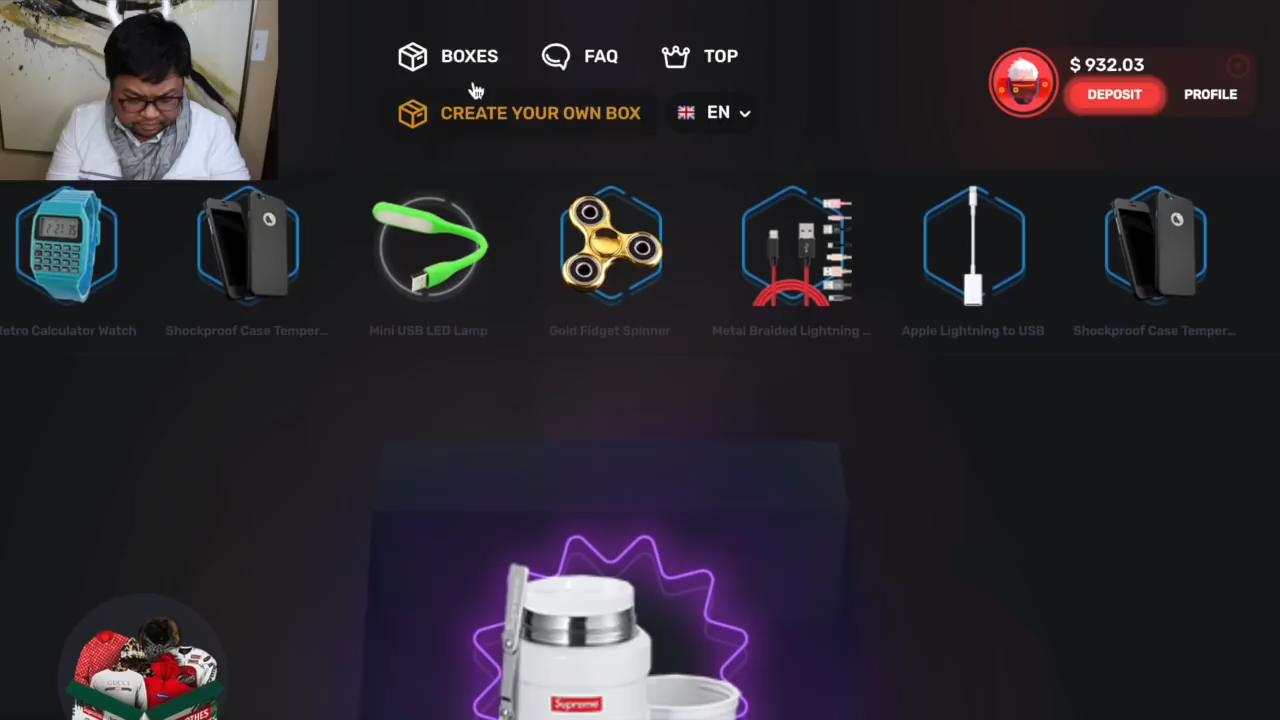 BOXES
FAQ
TOP
$ 932.03
DEPOSIT
PROFILE
CREATE YOUR OWN BOX
EN
etro Calculator Watch
Shockproof Case Temper...
Mini USB LED Lamp
Gold Fidget Spinner
Metal Braided Lightning ...
Apple Lightning to USB
Shockproof Case Temper...
GUCCI
Supreme